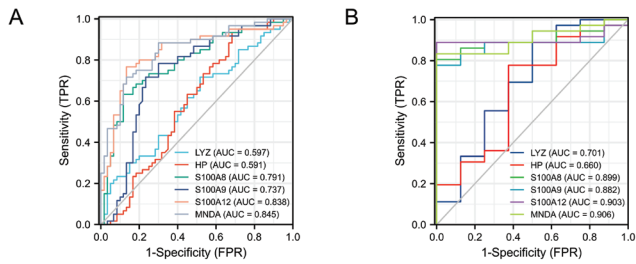 A
Sensitivity (TPR)
1.0
0.8
0.6
0.4
0.2
0.0
LYZ (AUC = 0.597)
HP (AUC = 0.591)
S100A8 (AUC = 0.791)
S100A9 (AUC = 0.737)
S100A12 (AUC = 0.838)
MNDA (AUC = 0.845)
0.0 0.2 0.4 0.6 0.8 1.0
1-Specificity (FPR)
B
Sensitivity (TPR)
1.0
0.8
0.6
0.4
0.2
0.0
LYZ (AUC = 0.701)
HP (AUC = 0.660)
S100A8 (AUC = 0.899)
S100A9 (AUC = 0.882)
S100A12 (AUC = 0.903)
MNDA (AUC = 0.906)
0.0 0.2 0.4 0.6 0.8 1.0
1-Specificity (FPR)